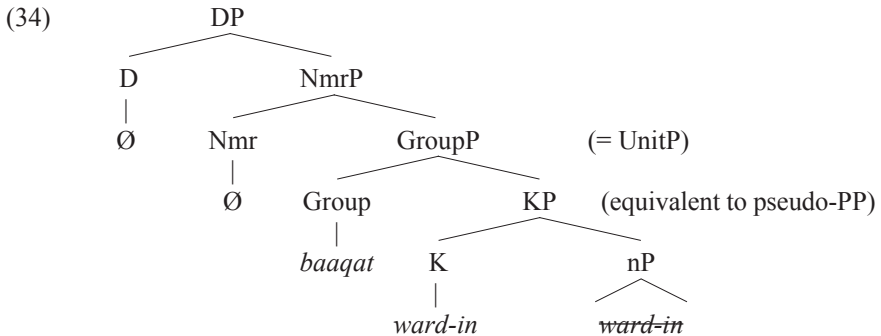 (34) DP
D NmrP
Ø Nmr GroupP (= UnitP)
Ø Group KP (equivalent to pseudo-PP)
baaqat K nP
ward-in ward-in